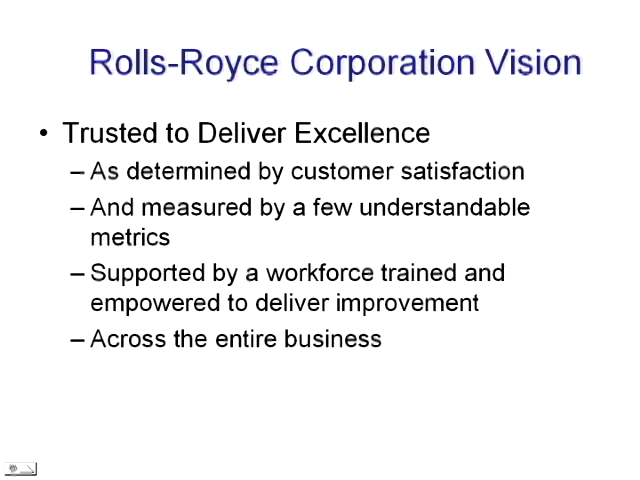 Rolls-Royce Corporation Vision
• Trusted to Deliver Excellence
– As determined by customer satisfaction
– And measured by a few understandable
metrics
– Supported by a workforce trained and
empowered to deliver improvement
– Across the entire business